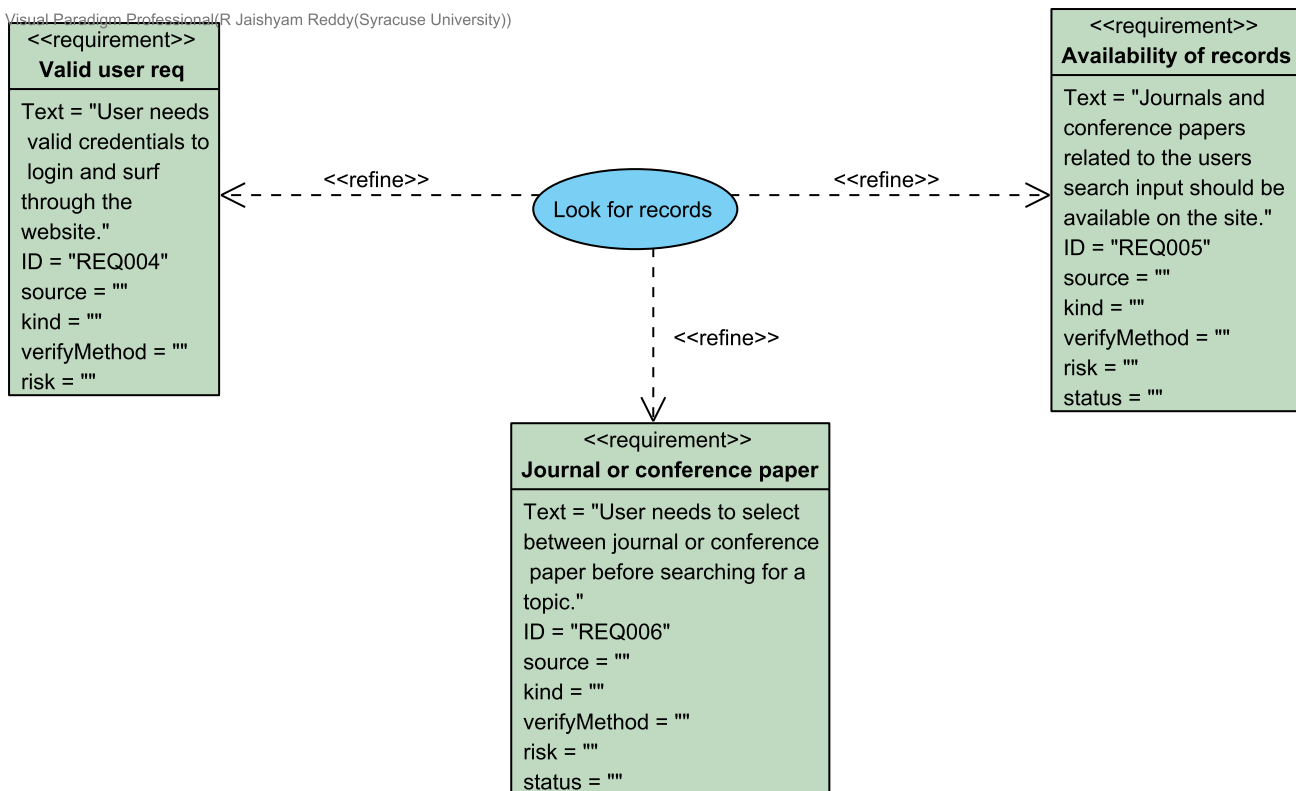 Visual Paradigm Professional(R Jaishyam Reddy(Syracuse University))
<<requirement>>
Valid user req
Text = "User needs
valid credentials to
login and surf
through the
website."
ID = "REQ004"
source = ""
kind = ""
verifyMethod = ""
risk = ""
<<refine>>
Look for records
<<refine>>
<<refine>>
<<requirement>>
Availability of records
Text = "Journals and
conference papers
related to the users
search input should be
available on the site."
ID = "REQ005"
source = ""
kind = ""
verifyMethod = ""
risk = ""
status = ""
<<requirement>>
Journal or conference paper
Text = "User needs to select
between journal or conference
paper before searching for a
topic."
ID = "REQ006"
source = ""
kind = ""
verifyMethod = ""
risk = ""
status = ""